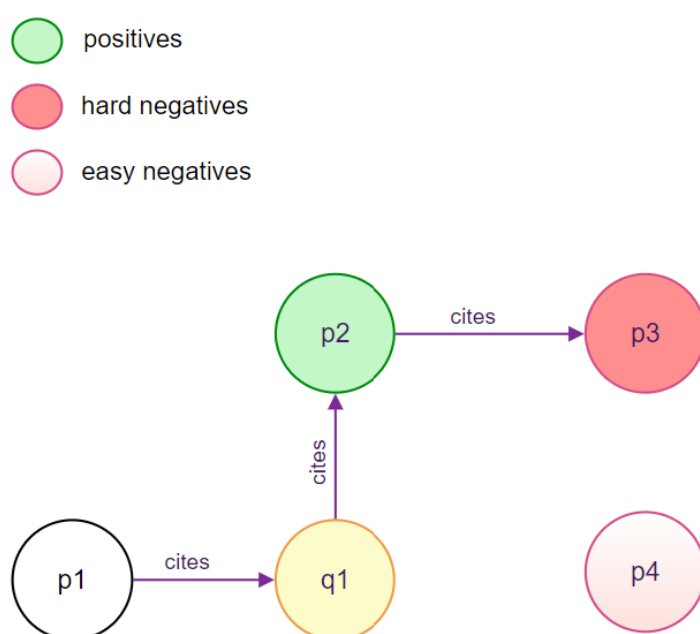 positives
hard negatives
easy negatives
p2
cites
p3
cites
p1
cites
q1
p4